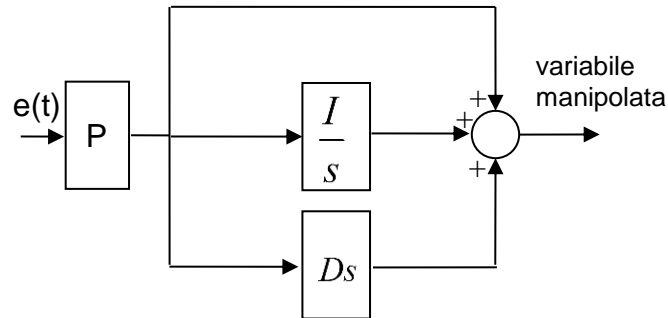 variabile
manipolata
e(t)
P
I
s
Ds
+
+
+